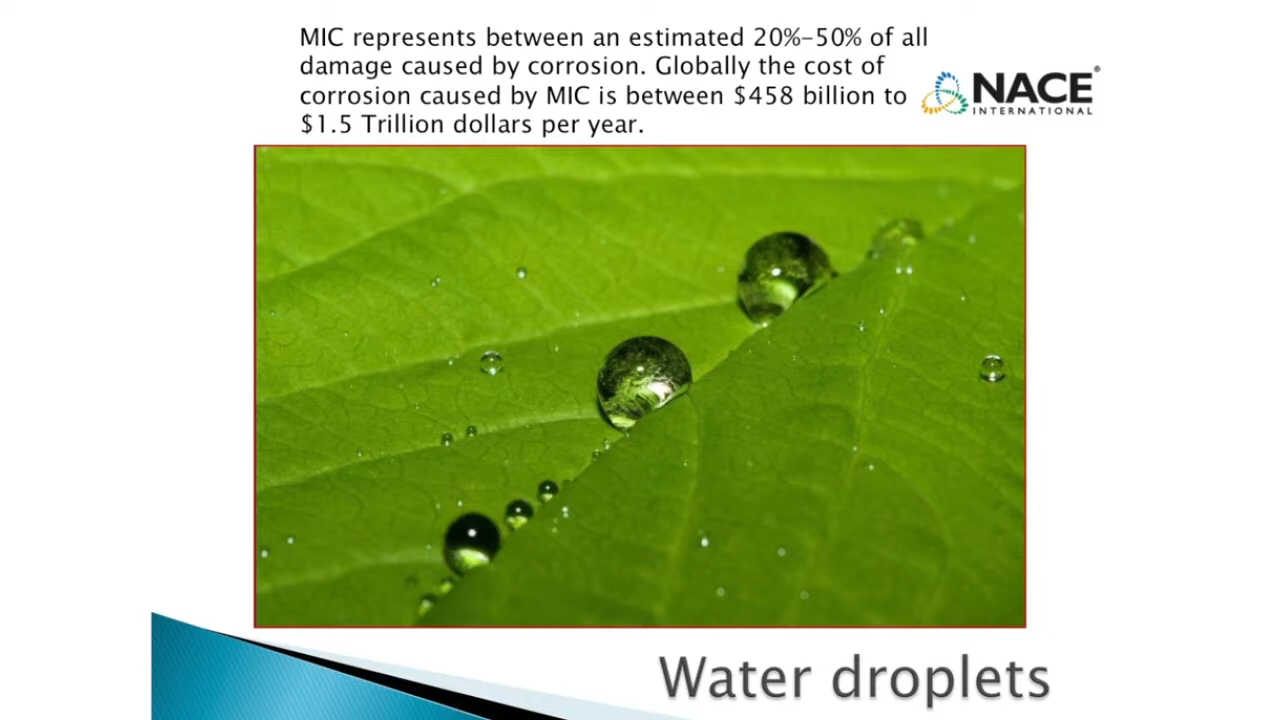 MIC represents between an estimated 20%-50% of all
damage caused by corrosion. Globally the cost of
corrosion caused by MIC is between $458 billion to
$1.5 Trillion dollars per year.
NACE®
INTERNATIONAL
Water droplets